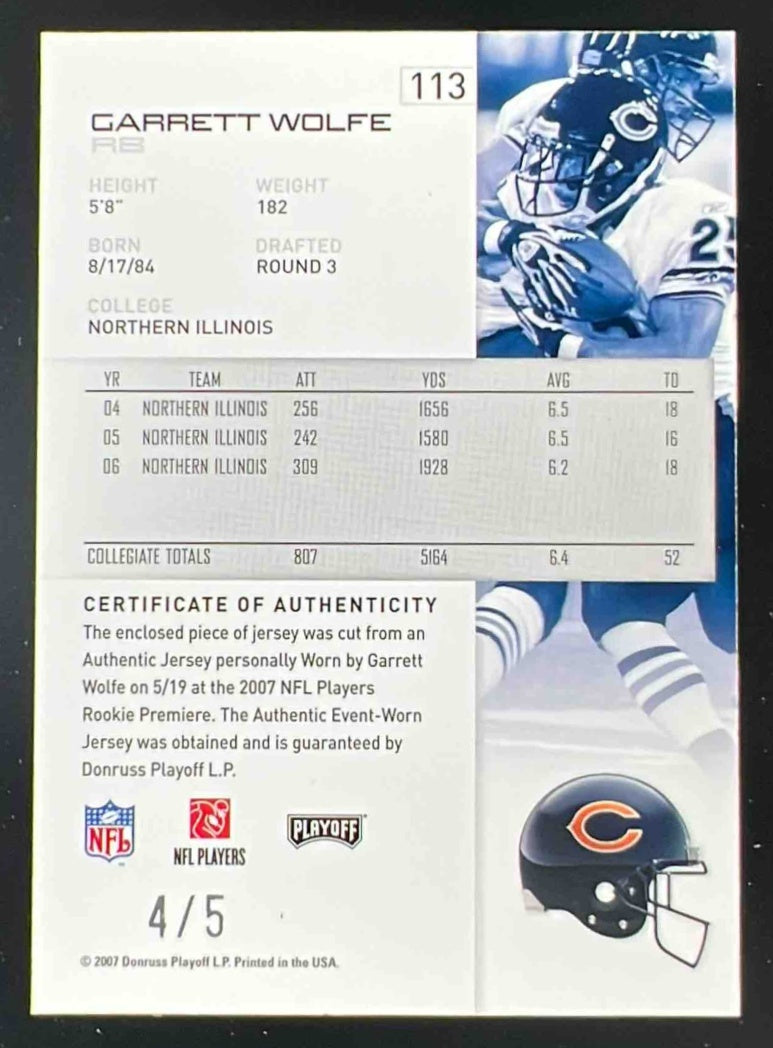 113
GARRETT WOLFE
RB
HEIGHT WEIGHT
5'8" 182
BORN DRAFTED
8/17/84 ROUND 3
COLLEGE
NORTHERN ILLINOIS
25
YR TEAM ATT YDS AVG TD
04 NORTHERN ILLINOIS 256 1656 6.5 18
05 NORTHERN ILLINOIS 242 1580 6.5 16
06 NORTHERN ILLINOIS 309 1928 6.2 18
COLLEGIATE TOTALS 807 5164 6.4 52
CERTIFICATE OF AUTHENTICITY
The enclosed piece of jersey was cut from an
Authentic Jersey personally Worn by Garrett
Wolfe on 5/19 at the 2007 NFL Players
Rookie Premiere. The Authentic Event-Worn
Jersey was obtained and is guaranteed by
Donruss Playoff L.P.
NFL
NFL PLAYERS
PLAYOFF
4/5
© 2007 Donruss Playoff L.P. Printed in the USA.